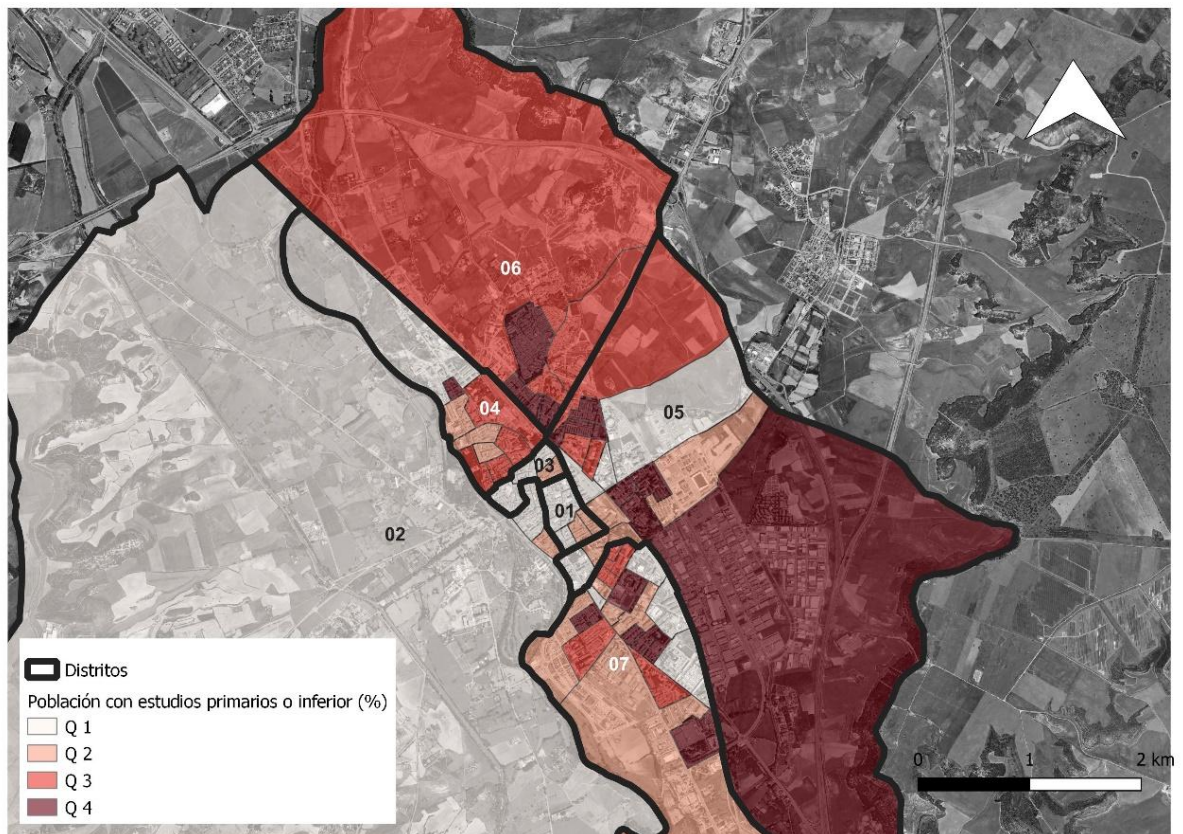 06
04
05
03
01
02
07
Distritos
Población con estudios primarios o inferior (%)
Q 1
Q 2
Q 3
Q 4
0 1 2 km